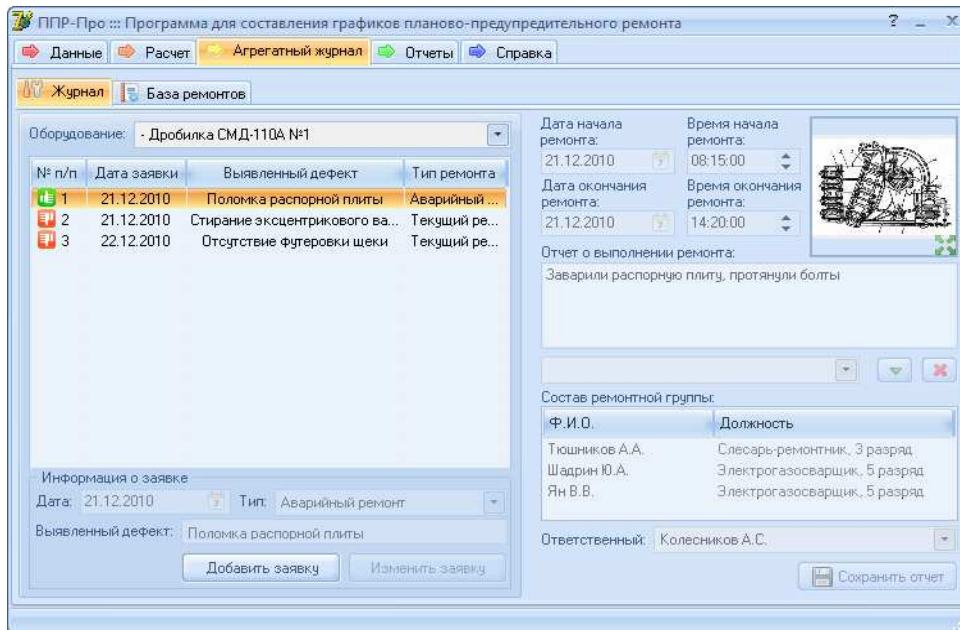 ППР-Про ::: Программа для составления графиков планово-предупредительного ремонта
Данные Расчет Агрегатный журнал Отчеты Справка
Журнал База ремонтов
Оборудование: - Дробилка СМД-110А №1
№ п/п Дата заявки Выявленный дефект Тип ремонта
1 21.12.2010 Поломка распорной плиты Аварийный ...
2 21.12.2010 Стирание эксцентрикового ва... Текущий ре...
3 22.12.2010 Отсутствие футеровки щеки Текущий ре...
Информация о заявке
Дата: 21.12.2010 Тип: Аварийный ремонт
Выявленный дефект: Поломка распорной плиты
Добавить заявку Изменить заявку
Дата начала ремонта: Время начала ремонта:
21.12.2010 08:15:00
Дата окончания ремонта: Время окончания ремонта:
21.12.2010 14:20:00
Отчет о выполнении ремонта:
Заварили распорную плиту, протянули болты
Состав ремонтной группы:
Ф.И.О. Должность
Тюшников А.А. Слесарь-ремонтник, 3 разряд
Шадрин Ю.А. Электрогазосварщик, 5 разряд
Ян В.В. Электрогазосварщик, 5 разряд
Ответственный: Колесников А.С.
Сохранить отчет